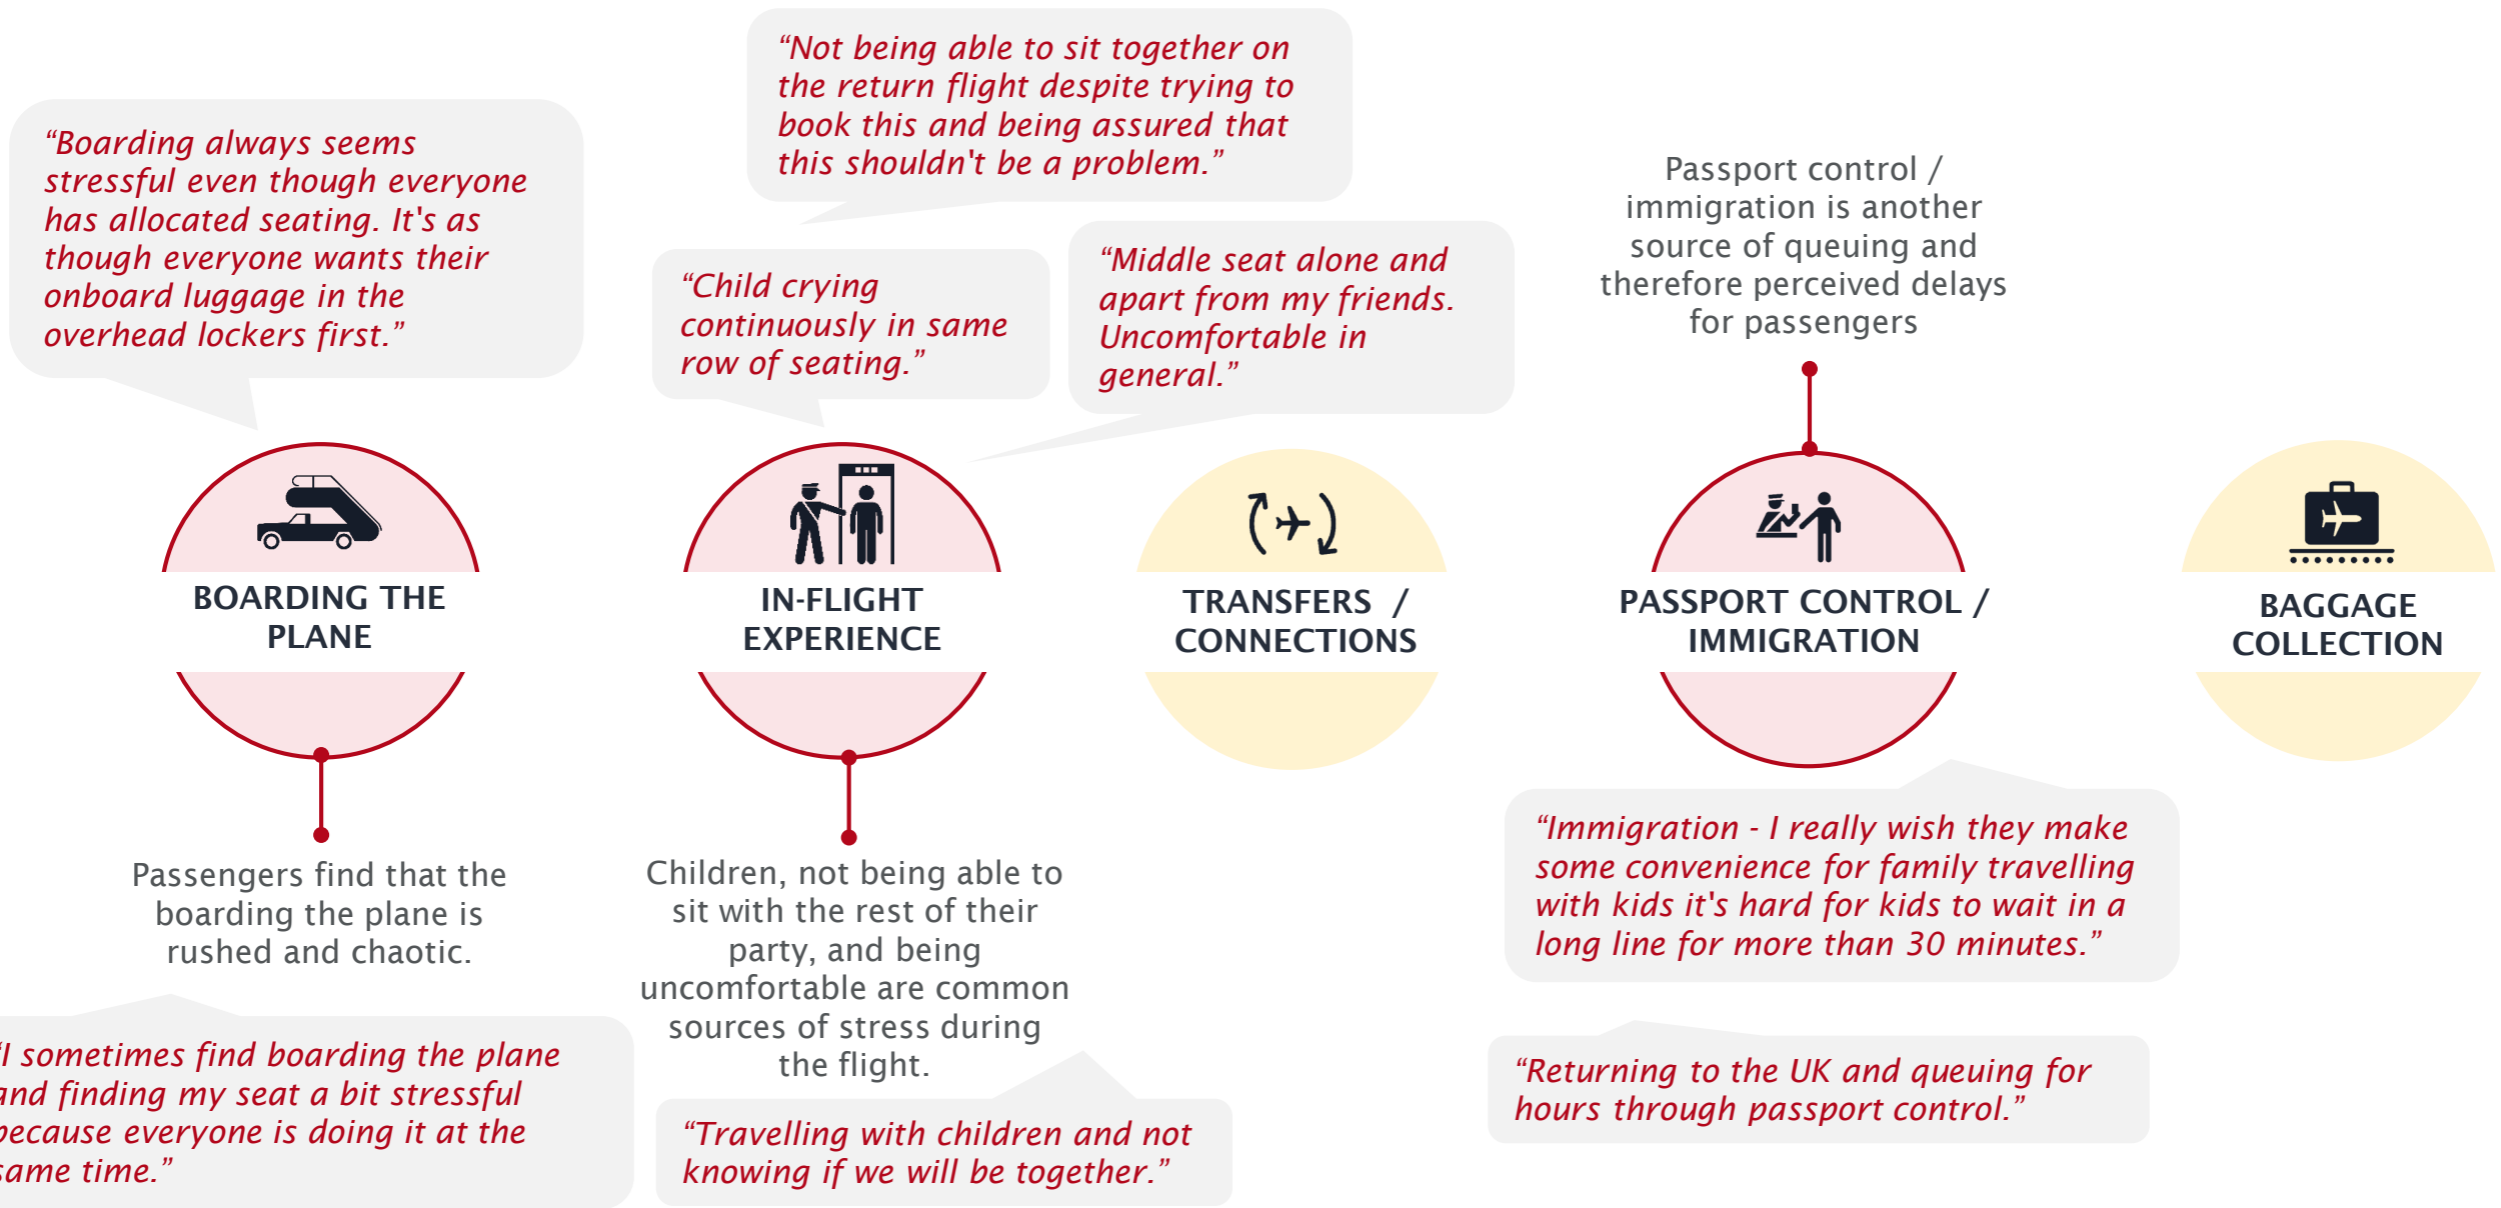 “Not being able to sit together on
the return flight despite trying to
book this and being assured that
this shouldn't be a problem.”
“Boarding always seems
stressful even though everyone
has allocated seating. It's as
though everyone wants their
onboard luggage in the
overhead lockers first.”
“Child crying
continuously in same
row of seating.”
“Middle seat alone and
apart from my friends.
Uncomfortable in
general.”
Passport control /
immigration is another
source of queuing and
therefore perceived delays
for passengers
BOARDING THE
PLANE
IN-FLIGHT
EXPERIENCE
TRANSFERS /
CONNECTIONS
PASSPORT CONTROL /
IMMIGRATION
BAGGAGE
COLLECTION
Passengers find that the
boarding the plane is
rushed and chaotic.
“I sometimes find boarding the plane
and finding my seat a bit stressful
because everyone is doing it at the
same time.”
Children, not being able to
sit with the rest of their
party, and being
uncomfortable are common
sources of stress during
the flight.
“Travelling with children and not
knowing if we will be together.”
“Immigration - I really wish they make
some convenience for family travelling
with kids it's hard for kids to wait in a
long line for more than 30 minutes.”
“Returning to the UK and queuing for
hours through passport control.”